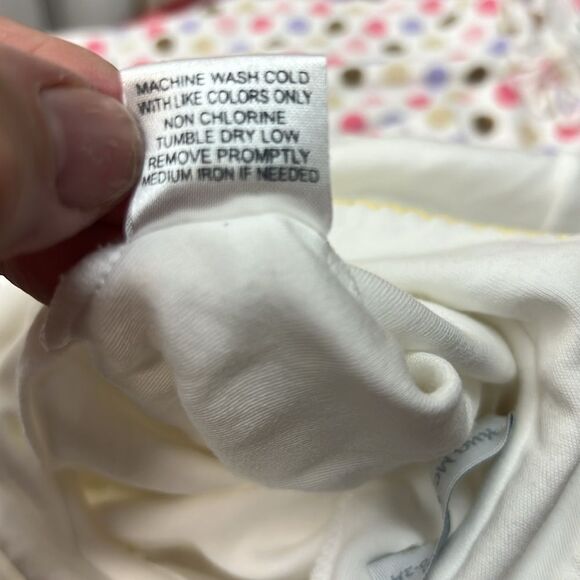 MACHINE WASH COLD
WITH LIKE COLORS ONLY
NON CHLORINE
TUMBLE DRY LOW
REMOVE PROMPTLY
MEDIUM IRON IF NEEDED